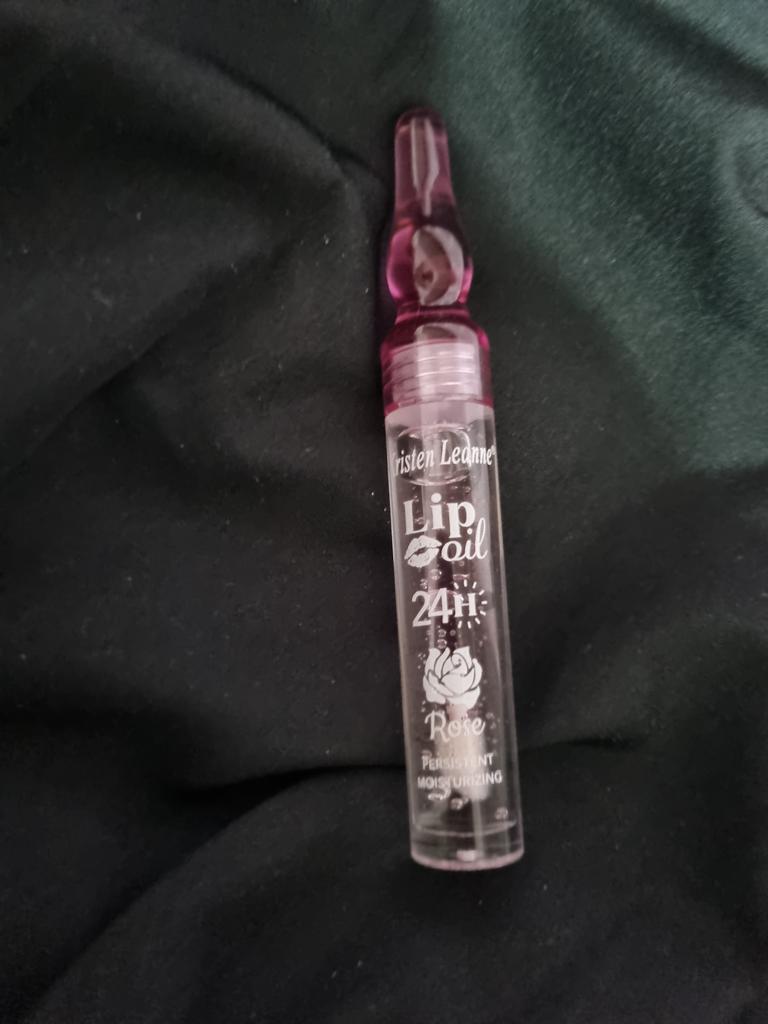 risten Leanne®
Lip
oil
24H
Rose
PERSISTENT
MOISTURIZING